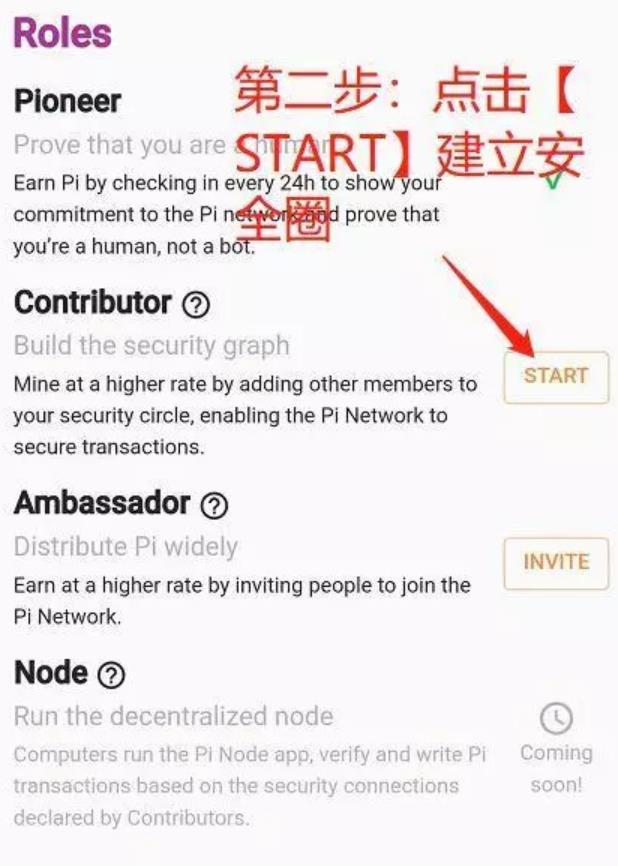 Roles
Pioneer
第二步：点击【
START】建立安
全圈
Prove that you are a human
Earn Pi by checking in every 24h to show your
commitment to the Pi network and prove that
you're a human, not a bot.
Contributor ?
Build the security graph
START
Mine at a higher rate by adding other members to
your security circle, enabling the Pi Network to
secure transactions.
Ambassador ?
Distribute Pi widely
INVITE
Earn at a higher rate by inviting people to join the
Pi Network.
Node ?
Run the decentralized node
Coming
soon!
Computers run the Pi Node app, verify and write Pi
transactions based on the security connections
declared by Contributors.